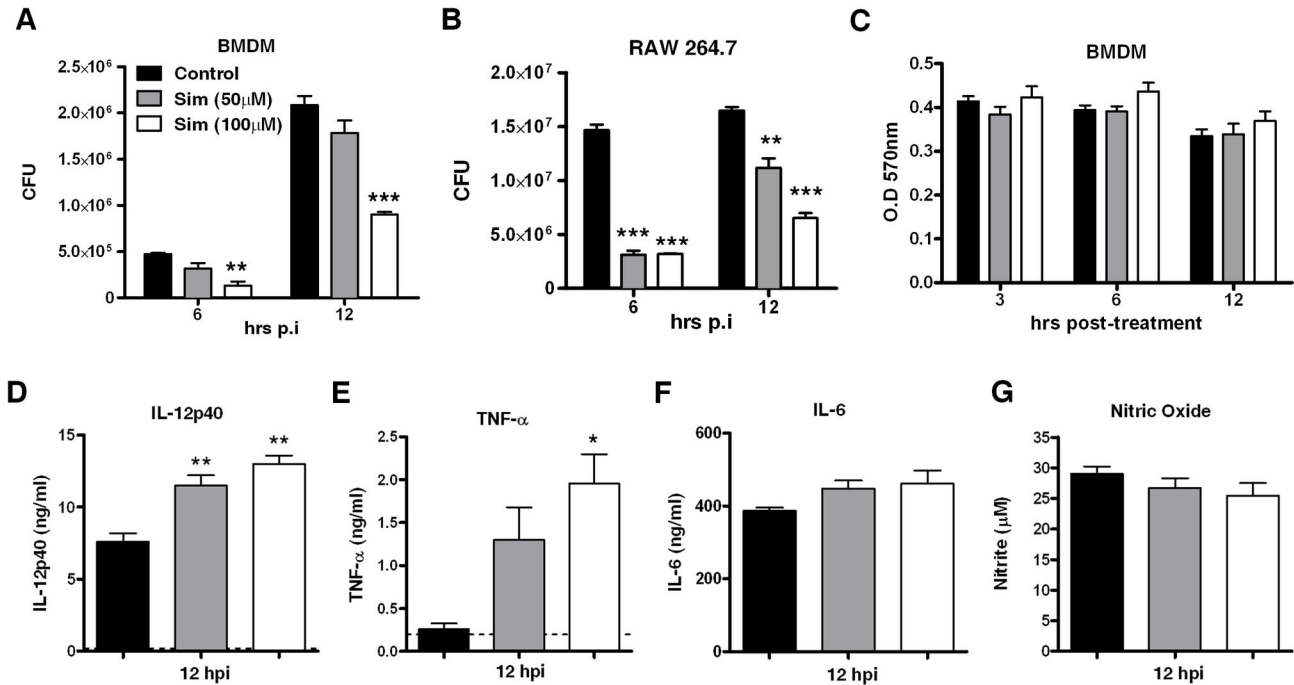 A
BMDM
2.5×10⁶
2.0×10⁶
1.5×10⁶
1.0×10⁶
5.0×10⁵
0
CFU
Control
Sim (50μM)
Sim (100μM)
**
***
6
12
hrs p.i
B
RAW 264.7
2.0×10⁷
1.5×10⁷
1.0×10⁷
5.0×10⁶
0
CFU
***
***
**
***
6
12
hrs p.i
C
BMDM
0.5
0.4
0.3
0.2
0.1
0.0
O.D 570nm
3
6
12
hrs post-treatment
D
IL-12p40
15
10
5
0
IL-12p40 (ng/ml)
**
**
12 hpi
E
TNF-α
2.5
2.0
1.5
1.0
0.5
0.0
TNF-α (ng/ml)
*
12 hpi
F
IL-6
600
400
200
0
IL-6 (ng/ml)
12 hpi
G
Nitric Oxide
35
30
25
20
15
10
5
0
Nitrite (μM)
12 hpi